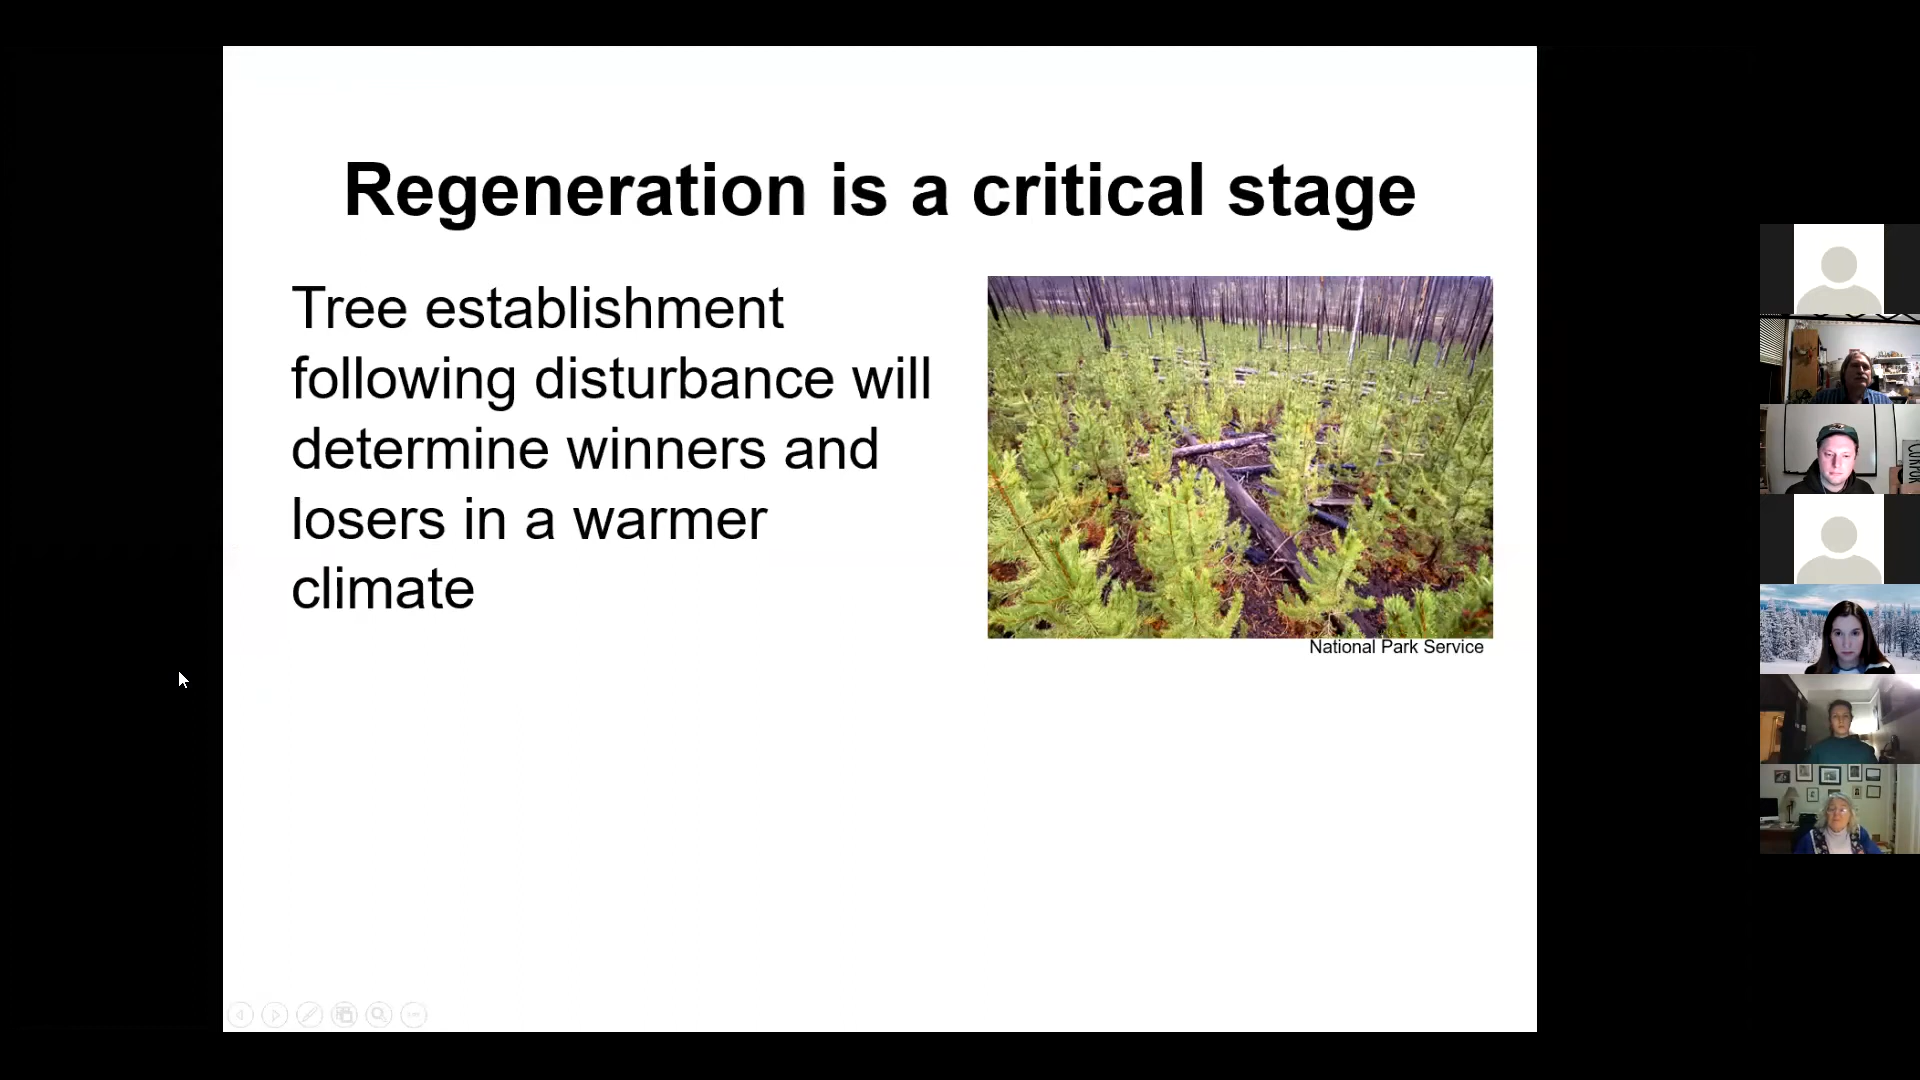 Regeneration is a critical stage
Tree establishment
following disturbance will
determine winners and
losers in a warmer
climate
National Park Service